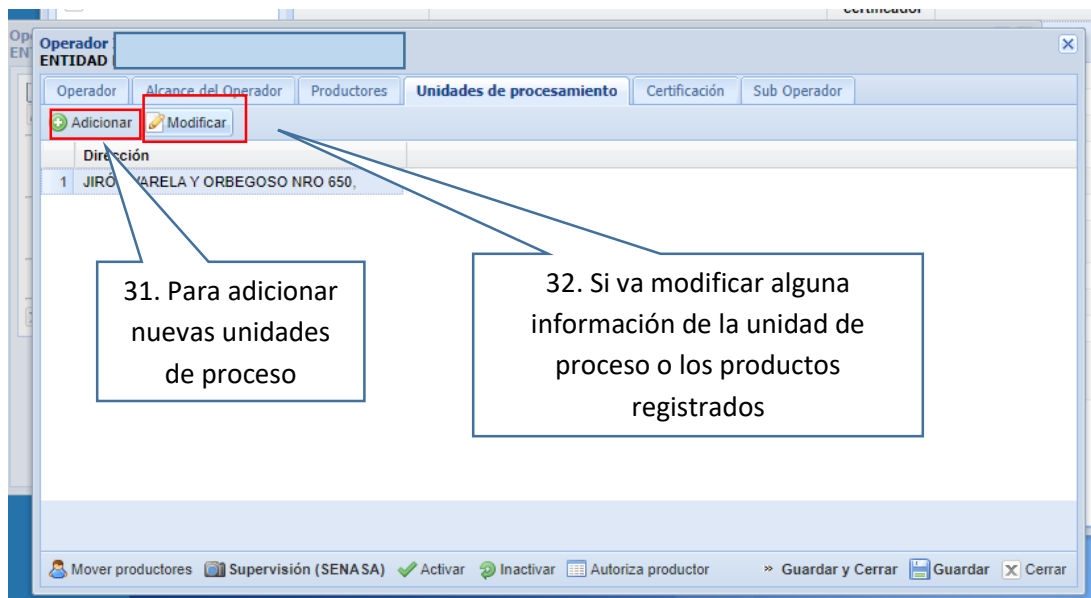 certificador
Operador
ENTIDAD
Operador Alcance del Operador Productores Unidades de procesamiento Certificación Sub Operador
Adicionar Modificar
Dirección
1 VARELA Y ORBEGOSO NRO 650,
31. Para adicionar
nuevas unidades
de proceso
32. Si va modificar alguna
información de la unidad de
proceso o los productos
registrados
Mover productores Supervisión (SENASA) Activar Inactivar Autoriza productor » Guardar y Cerrar Guardar Cerrar